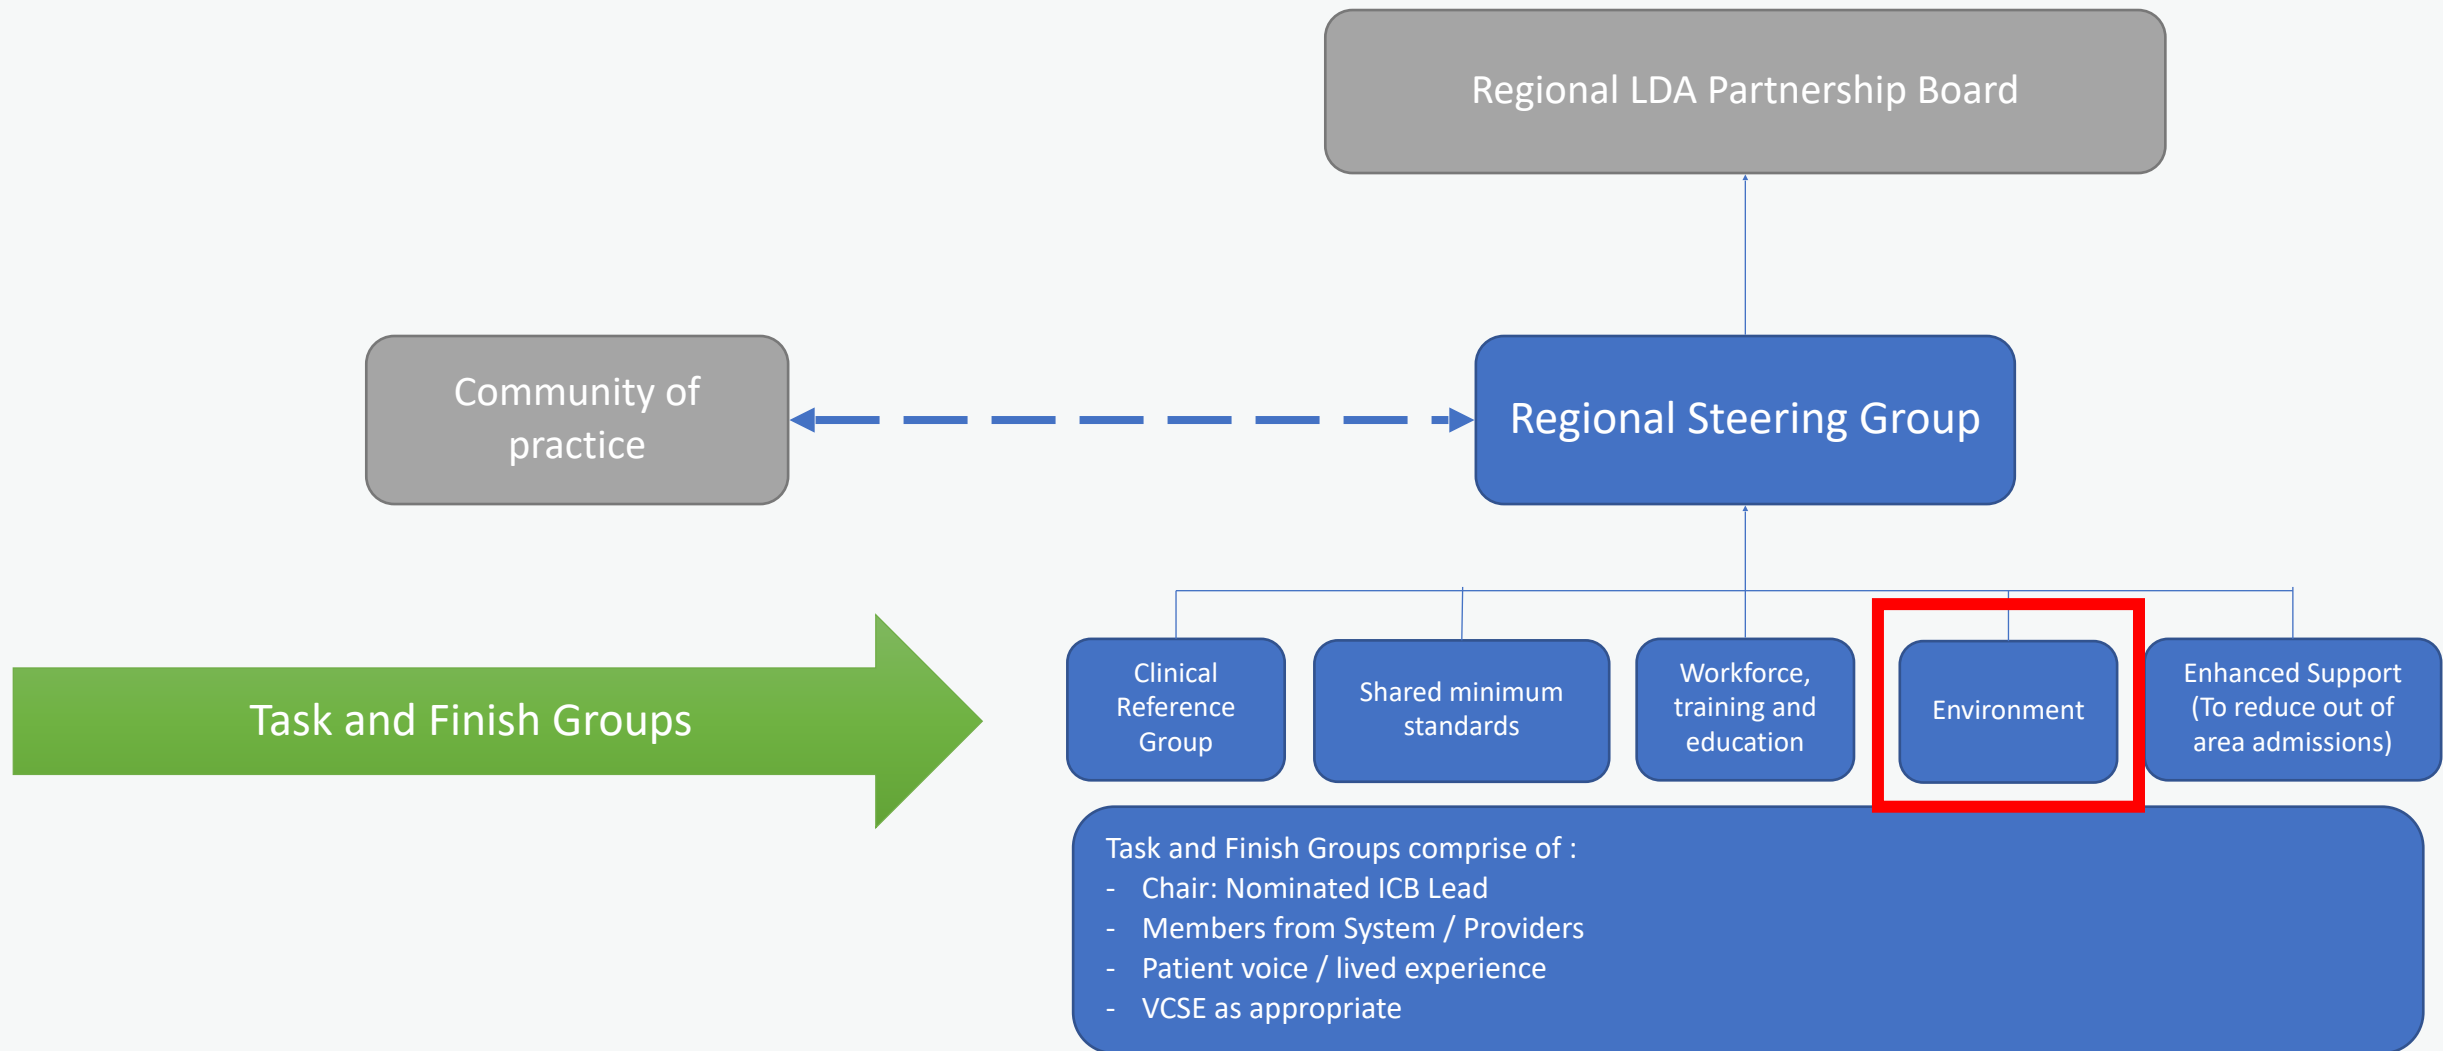 Regional LDA Partnership Board
Community of
practice
Regional Steering Group
Task and Finish Groups
Clinical
Reference
Group
Shared minimum
standards
Workforce,
training and
education
Environment
Enhanced Support
(To reduce out of
area admissions)
Task and Finish Groups comprise of :
- Chair: Nominated ICB Lead
- Members from System / Providers
- Patient voice / lived experience
- VCSE as appropriate